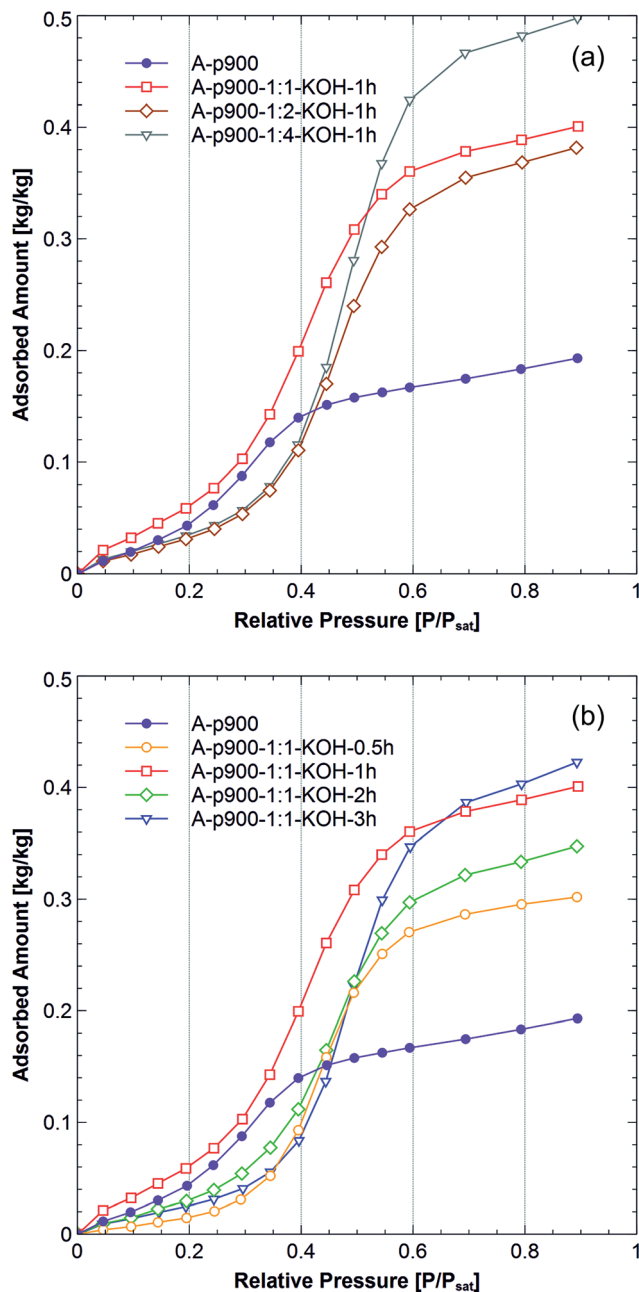 (a)
A-p900
A-p900-1:1-KOH-1h
A-p900-1:2-KOH-1h
A-p900-1:4-KOH-1h
0.5
0.4
0.3
0.2
0.1
0
Adsorbed Amount [kg/kg]
0 0.2 0.4 0.6 0.8 1
Relative Pressure [P/Psat]
(b)
A-p900
A-p900-1:1-KOH-0.5h
A-p900-1:1-KOH-1h
A-p900-1:1-KOH-2h
A-p900-1:1-KOH-3h
0.5
0.4
0.3
0.2
0.1
0
Adsorbed Amount [kg/kg]
0 0.2 0.4 0.6 0.8 1
Relative Pressure [P/Psat]